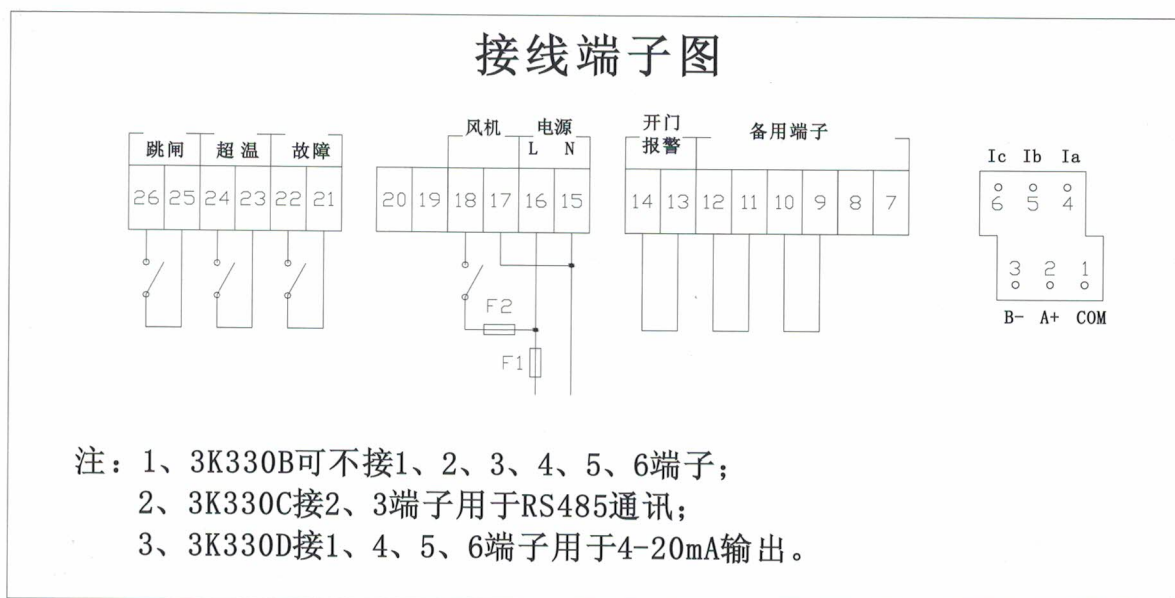 接线端子图
跳闸 超温 故障
风机 电源
L N
开门
报警
备用端子
26 25 24 23 22 21
20 19 18 17 16 15
14 13 12 11 10 9 8 7
Ic Ib Ia
6 5 4
3 2 1
B- A+ COM
F2
F1
注：1、3K330B可不接1、2、3、4、5、6端子；
2、3K330C接2、3端子用于RS485通讯；
3、3K330D接1、4、5、6端子用于4-20mA输出。